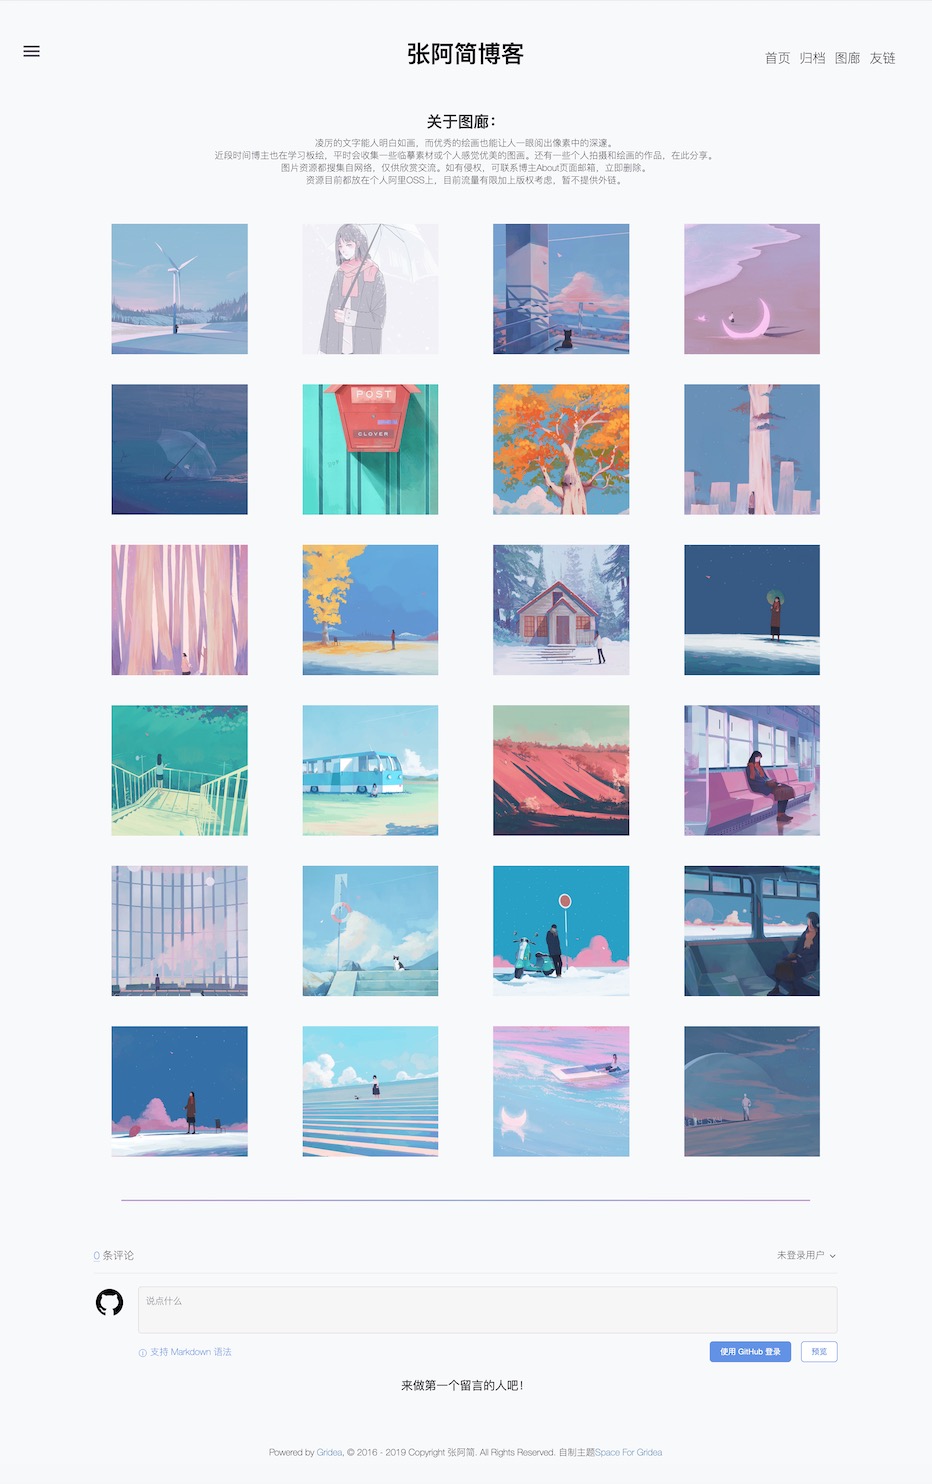 张阿简博客
首页 归档 图廊 友链
关于图廊：
凌厉的文字能人明白如画，而优秀的绘画也能让人一眼阅出像素中的深邃。
近段时间博主也在学习板绘，平时会收集一些临摹素材或个人感觉优美的图画。还有一些个人拍摄和绘画的作品，在此分享。
图片资源都搜集自网络，仅供欣赏交流。如有侵权，可联系博主About页面邮箱，立即删除。
资源目前都放在个人阿里OSS上，目前流量有限加上版权考虑，暂不提供外链。
POST
CLOVER
0 条评论
未登录用户
说点什么
支持 Markdown 语法
使用 GitHub 登录
预览
来做第一个留言的人吧！
Powered by Gridea, © 2016 - 2019 Copyright 张阿简. All Rights Reserved. 自制主题Space For Gridea